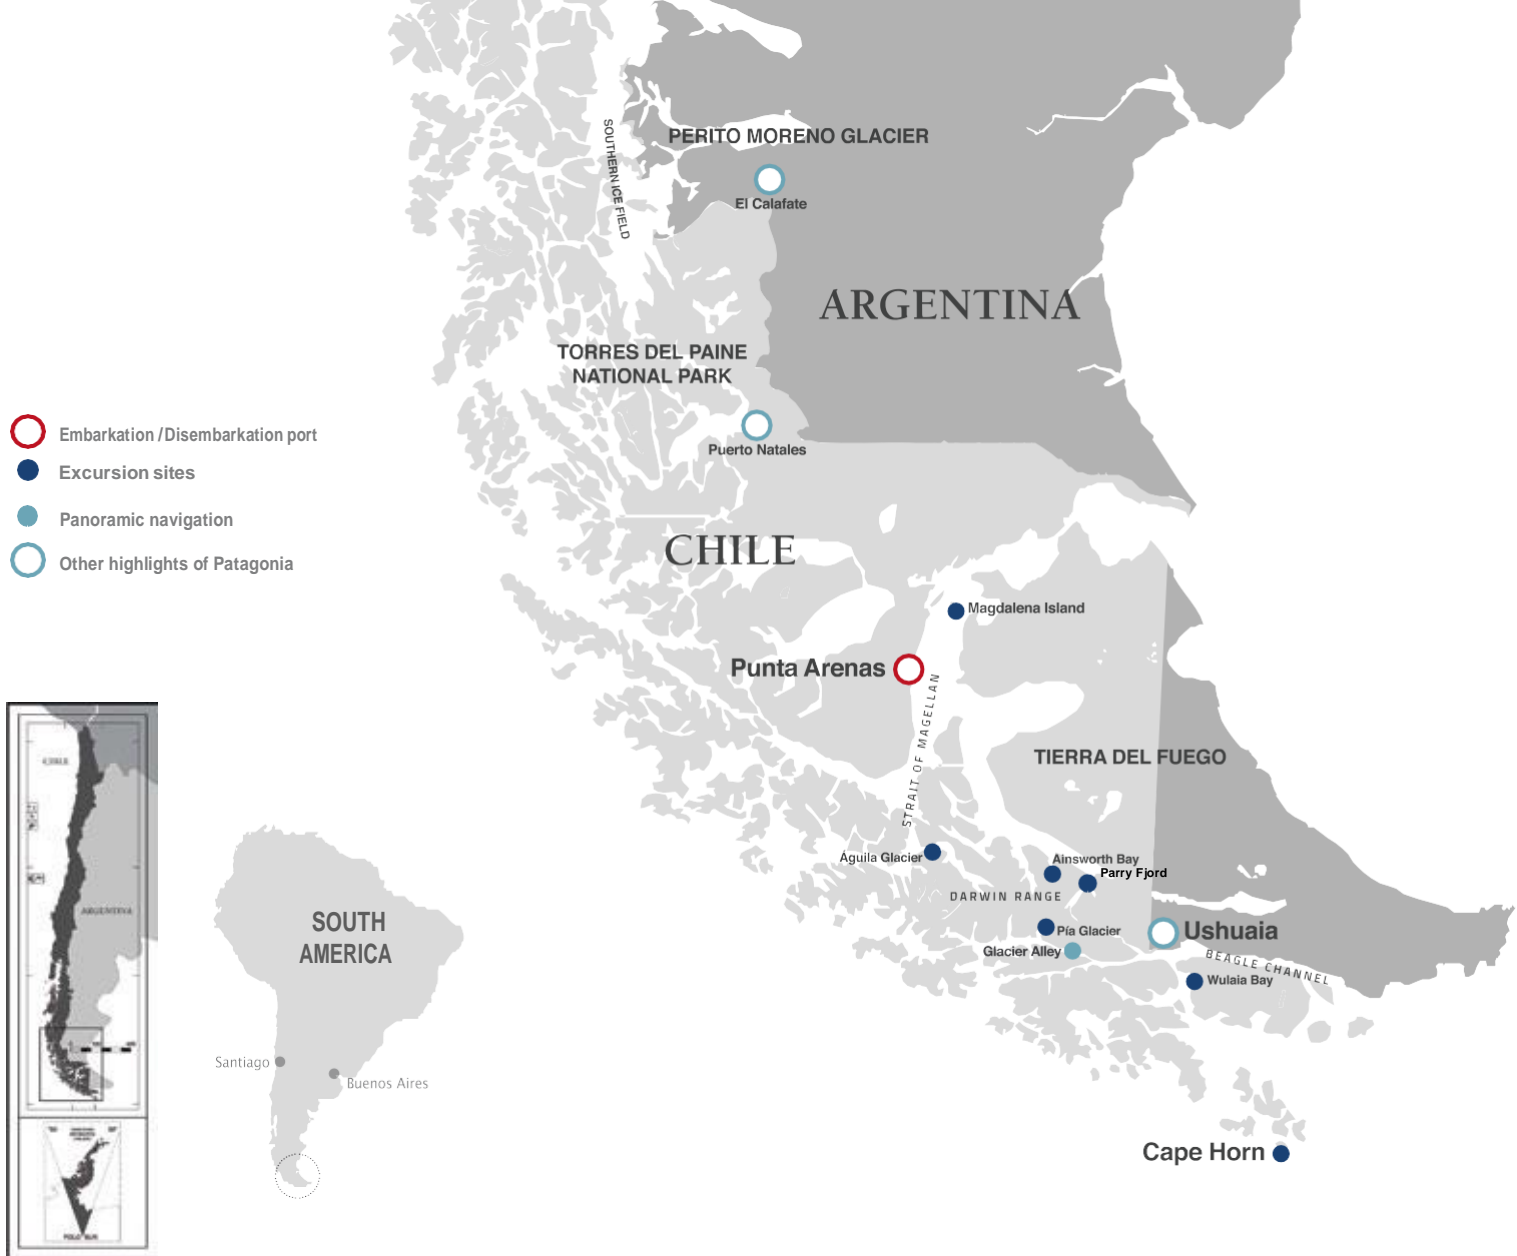 PERITO MORENO GLACIER
SOUTHERN ICE FIELD
El Calafate
ARGENTINA
TORRES DEL PAINE
NATIONAL PARK
Puerto Natales
Embarkation / Disembarkation port
Excursion sites
Panoramic navigation
Other highlights of Patagonia
CHILE
Magdalena Island
Punta Arenas
STRAIT OF MAGELLAN
TIERRA DEL FUEGO
Águila Glacier
Ainsworth Bay
Parry Fjord
DARWIN RANGE
Pía Glacier
Glacier Alley
Ushuaia
BEAGLE CHANNEL
Wulaia Bay
Cape Horn
ARGENTINA
SOUTH
AMERICA
Santiago
Buenos Aires